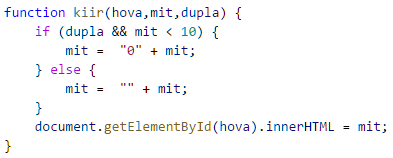 function kiir(hova,mit,dupla) {
    if (dupla && mit < 10) {
        mit =  "0" + mit;
    } else {
        mit =  "" + mit;
    }
    document.getElementById(hova).innerHTML = mit;
}